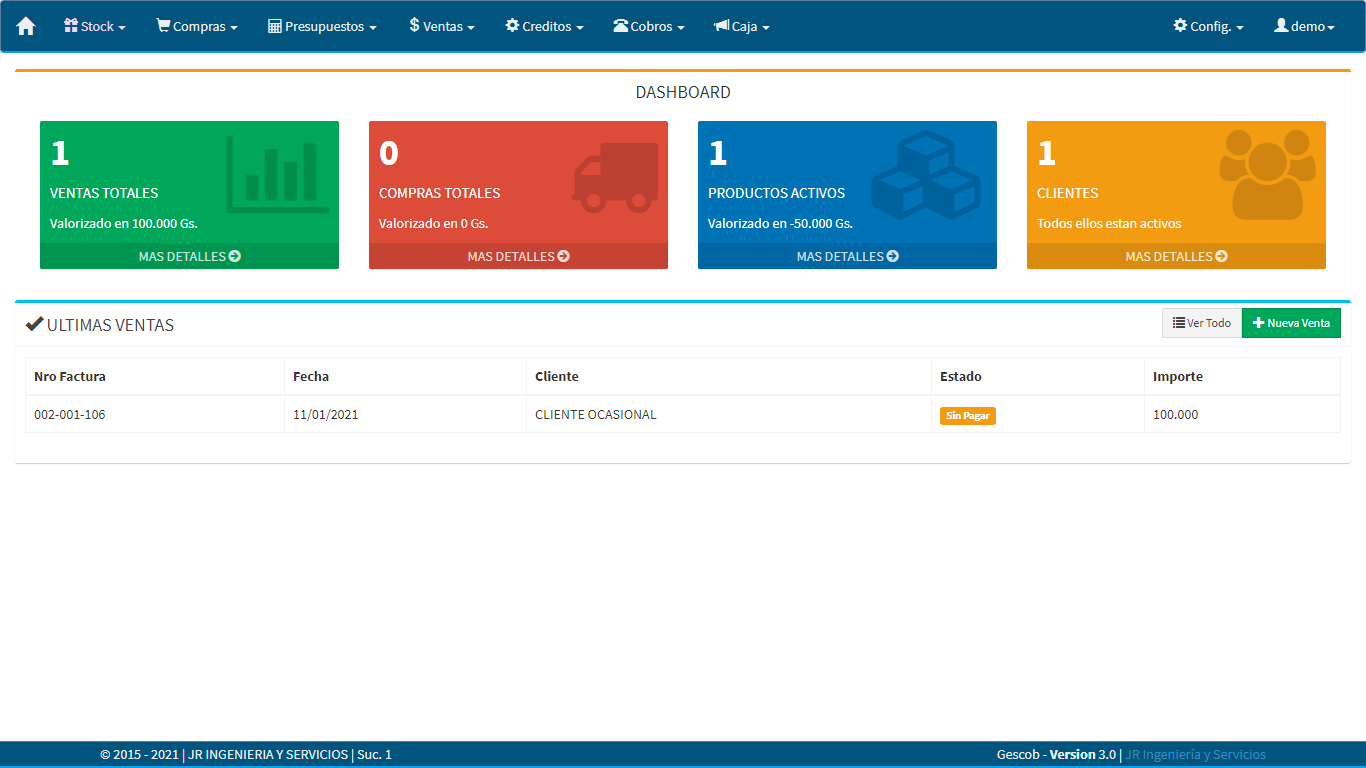 Stock Compras Presupuestos $ Ventas Creditos Cobros Caja Config. demo
DASHBOARD
1
VENTAS TOTALES
Valorizado en 100.000 Gs.
MAS DETALLES
0
COMPRAS TOTALES
Valorizado en 0 Gs.
MAS DETALLES
1
PRODUCTOS ACTIVOS
Valorizado en -50.000 Gs.
MAS DETALLES
1
CLIENTES
Todos ellos estan activos
MAS DETALLES
ULTIMAS VENTAS Ver Todo Nueva Venta
Nro Factura Fecha Cliente Estado Importe
002-001-106 11/01/2021 CLIENTE OCASIONAL Sin Pagar 100.000
© 2015 - 2021 | JR INGENIERIA Y SERVICIOS | Suc. 1 Gescob - Version 3.0 | JR Ingeniería y Servicios